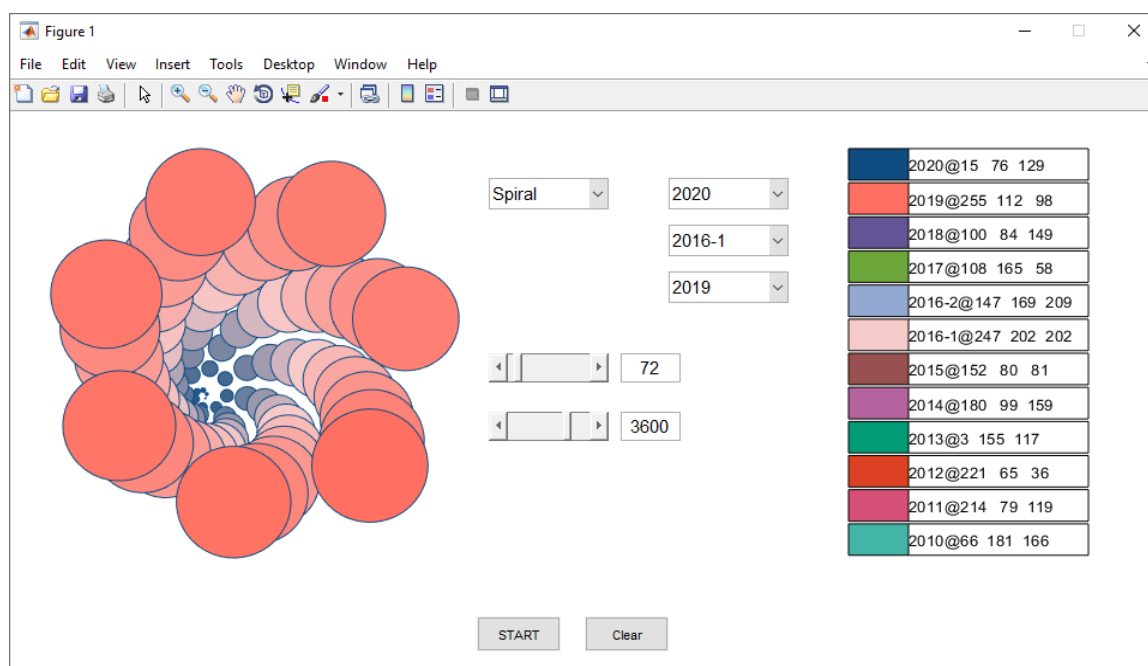 Figure 1
File Edit View Insert Tools Desktop Window Help
Spiral
2020
2016-1
2019
72
3600
2020@15 76 129
2019@255 112 98
2018@100 84 149
2017@108 165 58
2016-2@147 169 209
2016-1@247 202 202
2015@152 80 81
2014@180 99 159
2013@3 155 117
2012@221 65 36
2011@214 79 119
2010@66 181 166
START
Clear